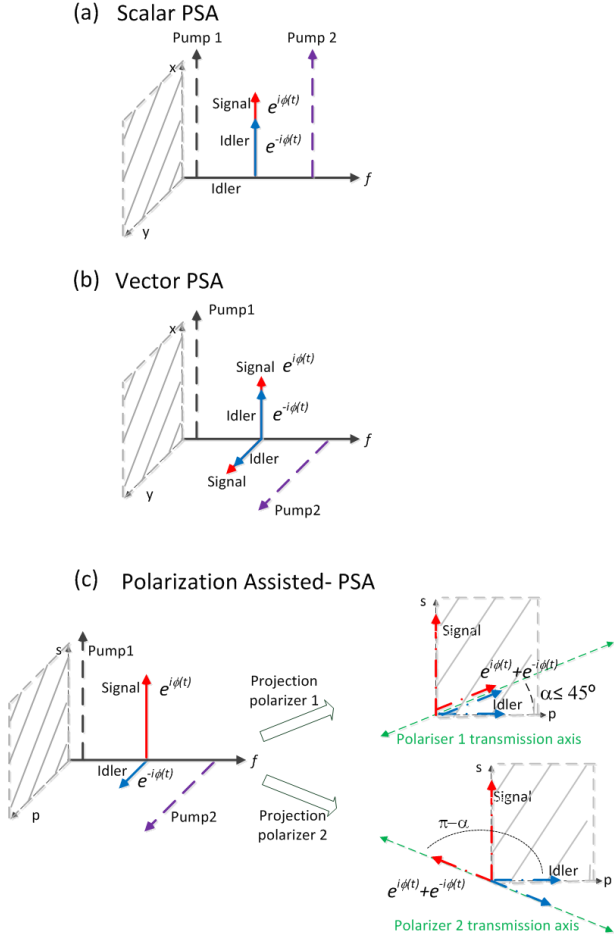 (a) Scalar PSA
Pump 1
Pump 2
x
Signal
e^{iϕ(t)}
Idler
e^{-iϕ(t)}
f
Idler
y
(b) Vector PSA
Pump1
x
Signal
e^{iϕ(t)}
Idler
e^{-iϕ(t)}
f
Idler
Signal
y
Pump2
(c) Polarization Assisted- PSA
s
Pump1
Signal
e^{iϕ(t)}
f
Idler
e^{-iϕ(t)}
p
Pump2
Projection
polarizer 1
Projection
polarizer 2
s
Signal
e^{iϕ(t)}+e^{-iϕ(t)}
α≤ 45º
Idler
p
Polariser 1 transmission axis
s
Signal
π−α
Idler
p
e^{iϕ(t)}+e^{-iϕ(t)}
Polarizer 2 transmission axis